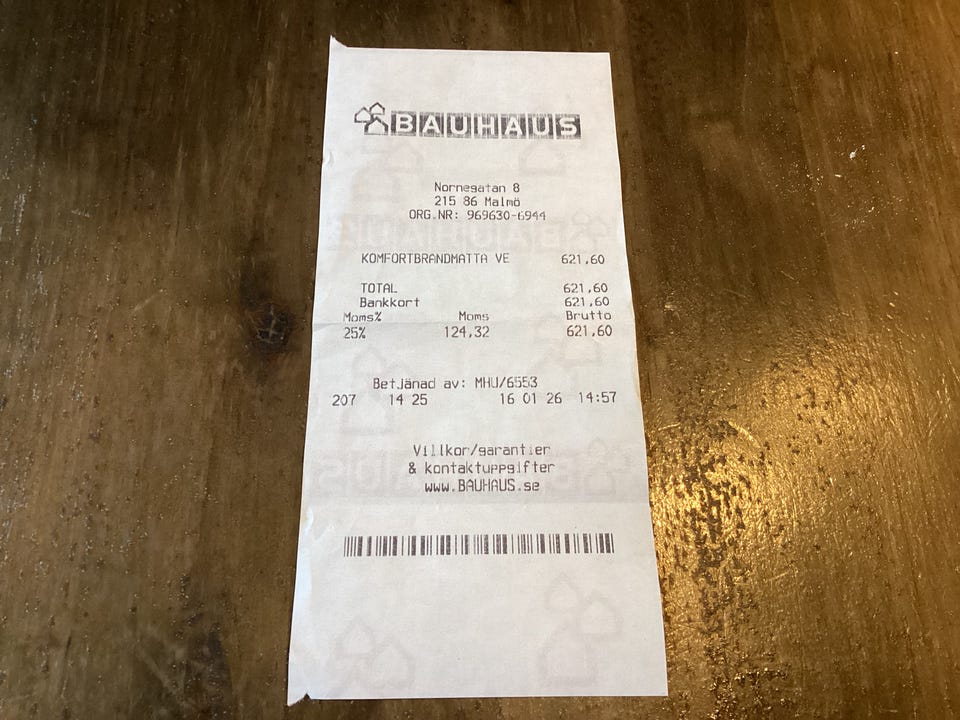 BAUHAUS
Nornegatan 8
215 86 Malmö
ORG.NR: 969630-6944
KOMFORTBRANDMATTA VE 621,60
TOTAL 621,60
Bankkort 621,60
Moms% Moms Brutto
25% 124,32 621,60
Betjänad av: MHU/6553
207 14 25 16 01 26 14:57
Villkor/garantier
& kontaktuppgifter
www.BAUHAUS.se